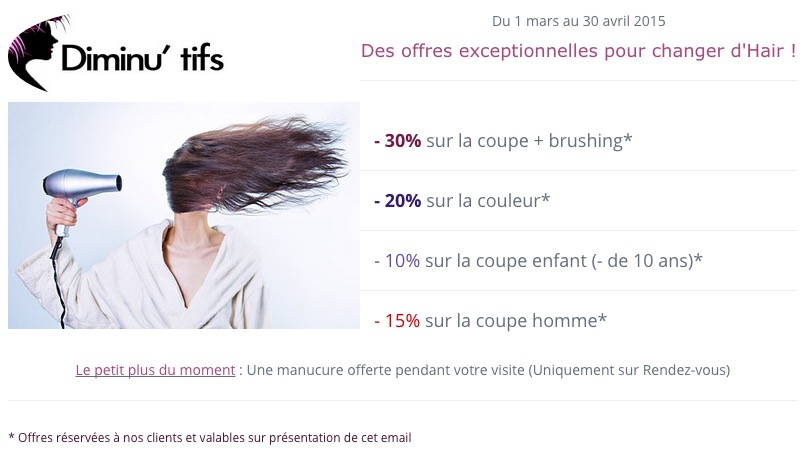 Diminu' tifs
Du 1 mars au 30 avril 2015
Des offres exceptionnelles pour changer d'Hair !
- 30% sur la coupe + brushing*
- 20% sur la couleur*
- 10% sur la coupe enfant (- de 10 ans)*
- 15% sur la coupe homme*
Le petit plus du moment : Une manucure offerte pendant votre visite (Uniquement sur Rendez-vous)
* Offres réservées à nos clients et valables sur présentation de cet email